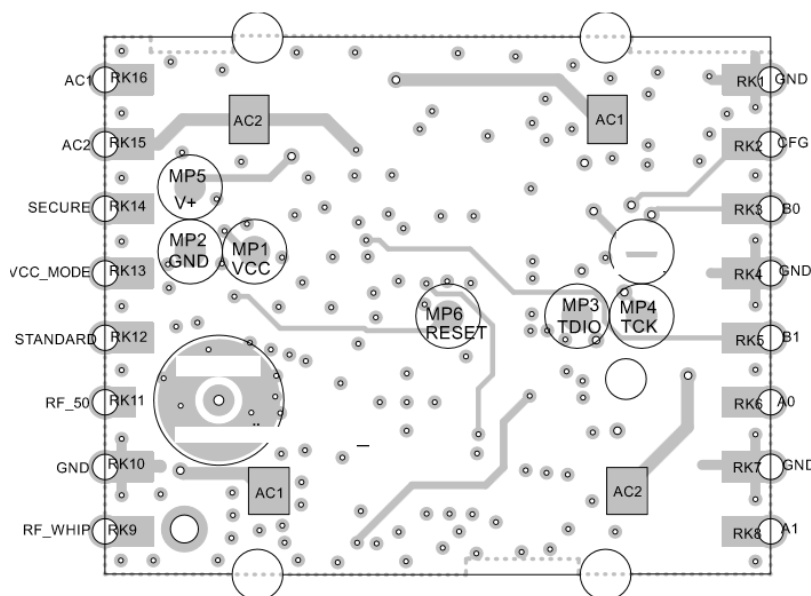 AC1 RK16 RK1 GND
AC2 AC1
AC2 RK15 RK2 CFG
MP5
V+
SECURE RK14 RK3 B0
MP2 MP1
GND VCC
VCC_MODE RK13 RK4 GND
MP6 MP3 MP4
RESET TDIO TCK
STANDARD RK12 RK5 B1
RF_50 RK11 RK6 A0
GND RK10 RK7 GND
AC1 AC2
RF_WHIP RK9 RK8 A1